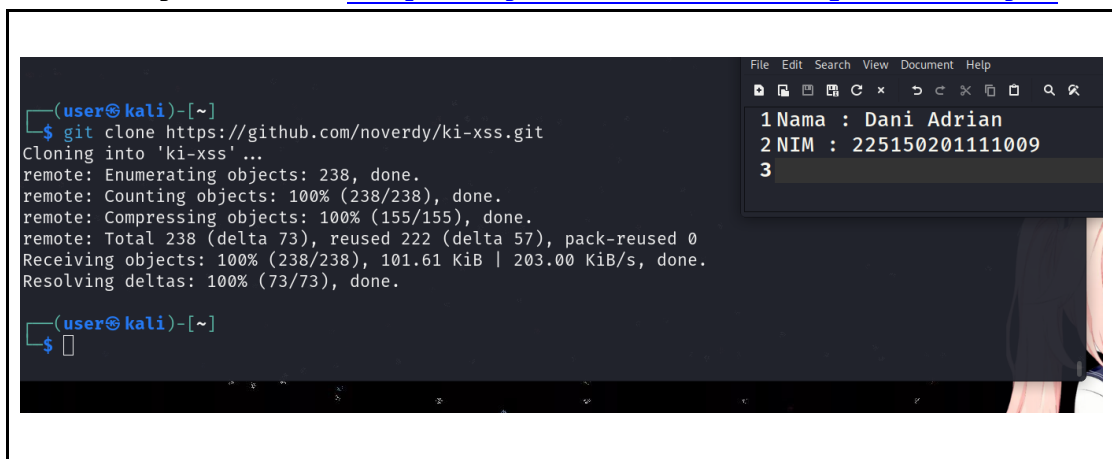 File Edit Search View Document Help
(user㉿kali)-[~]
$ git clone https://github.com/noverdy/ki-xss.git
Cloning into 'ki-xss'...
remote: Enumerating objects: 238, done.
remote: Counting objects: 100% (238/238), done.
remote: Compressing objects: 100% (155/155), done.
remote: Total 238 (delta 73), reused 222 (delta 57), pack-reused 0
Receiving objects: 100% (238/238), 101.61 KiB | 203.00 KiB/s, done.
Resolving deltas: 100% (73/73), done.
(user㉿kali)-[~]
$
1 Nama : Dani Adrian
2 NIM : 225150201111009
3